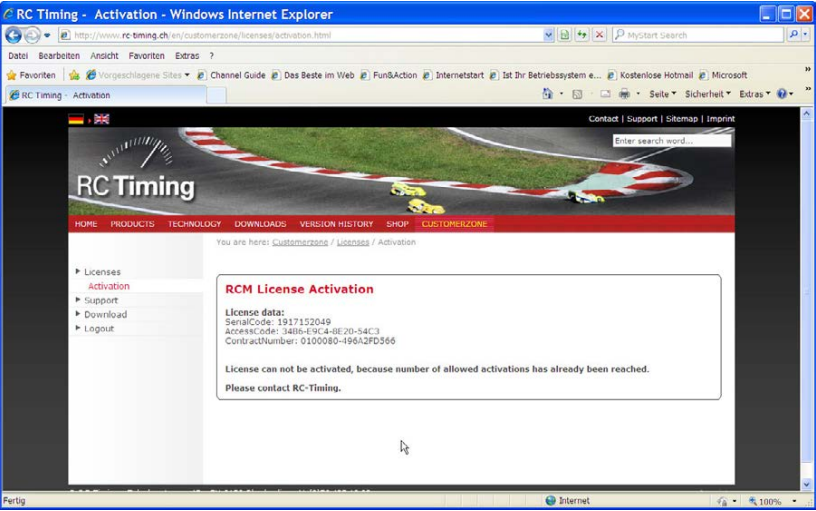 RC Timing - Activation - Windows Internet Explorer
http://www.rc-timing.ch/en/customerzone/licenses/activation.html
MyStart Search
Datei Bearbeiten Ansicht Favoriten Extras ?
Favoriten Vorgeschlagene Sites Channel Guide Das Beste im Web Fun&Action Internetstart Ist Ihr Betriebssystem e... Kostenlose Hotmail Microsoft »
RC Timing - Activation
Seite Sicherheit Extras »
Contact | Support | Sitemap | Imprint
Enter search word...
RC Timing
HOME PRODUCTS TECHNOLOGY DOWNLOADS VERSION HISTORY SHOP CUSTOMERZONE
You are here: Customerzone / Licenses / Activation
Licenses
Activation
Support
Download
Logout
RCM License Activation
License data:
SerialCode: 1917152049
AccessCode: 34B6-E9C4-8E20-54C3
ContractNumber: 0100080-496A2FD566
License can not be activated, because number of allowed activations has already been reached.
Please contact RC-Timing.
Fertig
Internet
100%